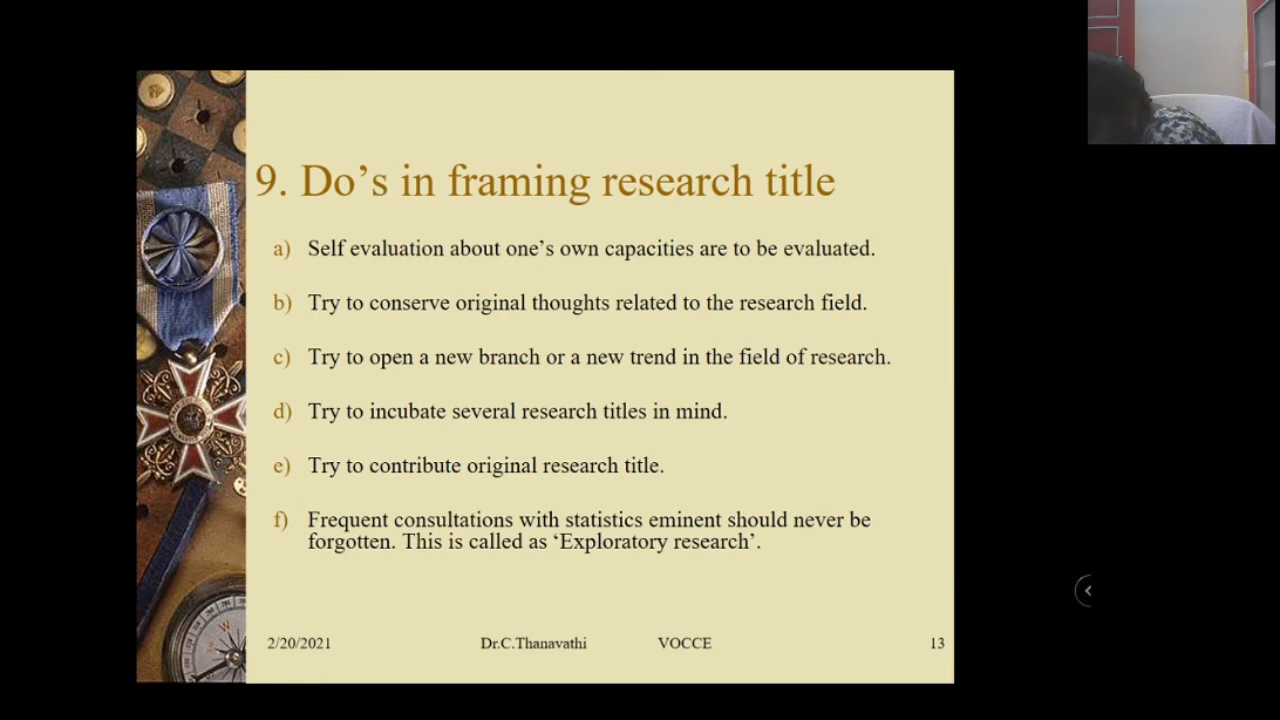 9. Do's in framing research title
a) Self evaluation about one's own capacities are to be evaluated.
b) Try to conserve original thoughts related to the research field.
c) Try to open a new branch or a new trend in the field of research.
d) Try to incubate several research titles in mind.
e) Try to contribute original research title.
f) Frequent consultations with statistics eminent should never be
forgotten. This is called as ‘Exploratory research’.
2/20/2021 Dr.C.Thanavathi VOCCE 13